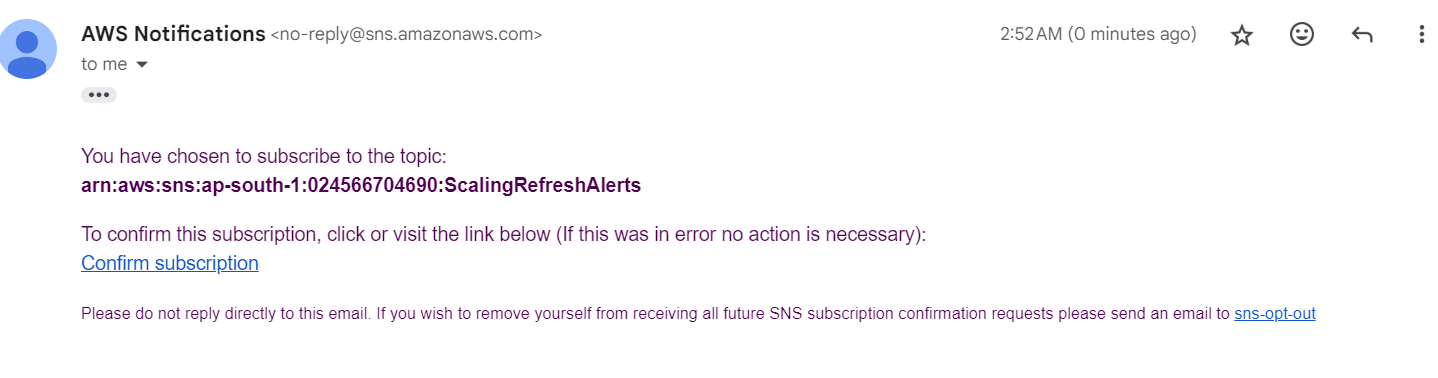 AWS Notifications <no-reply@sns.amazonaws.com> 2:52 AM (0 minutes ago)
to me
You have chosen to subscribe to the topic:
arn:aws:sns:ap-south-1:024566704690:ScalingRefreshAlerts
To confirm this subscription, click or visit the link below (If this was in error no action is necessary):
Confirm subscription
Please do not reply directly to this email. If you wish to remove yourself from receiving all future SNS subscription confirmation requests please send an email to sns-opt-out